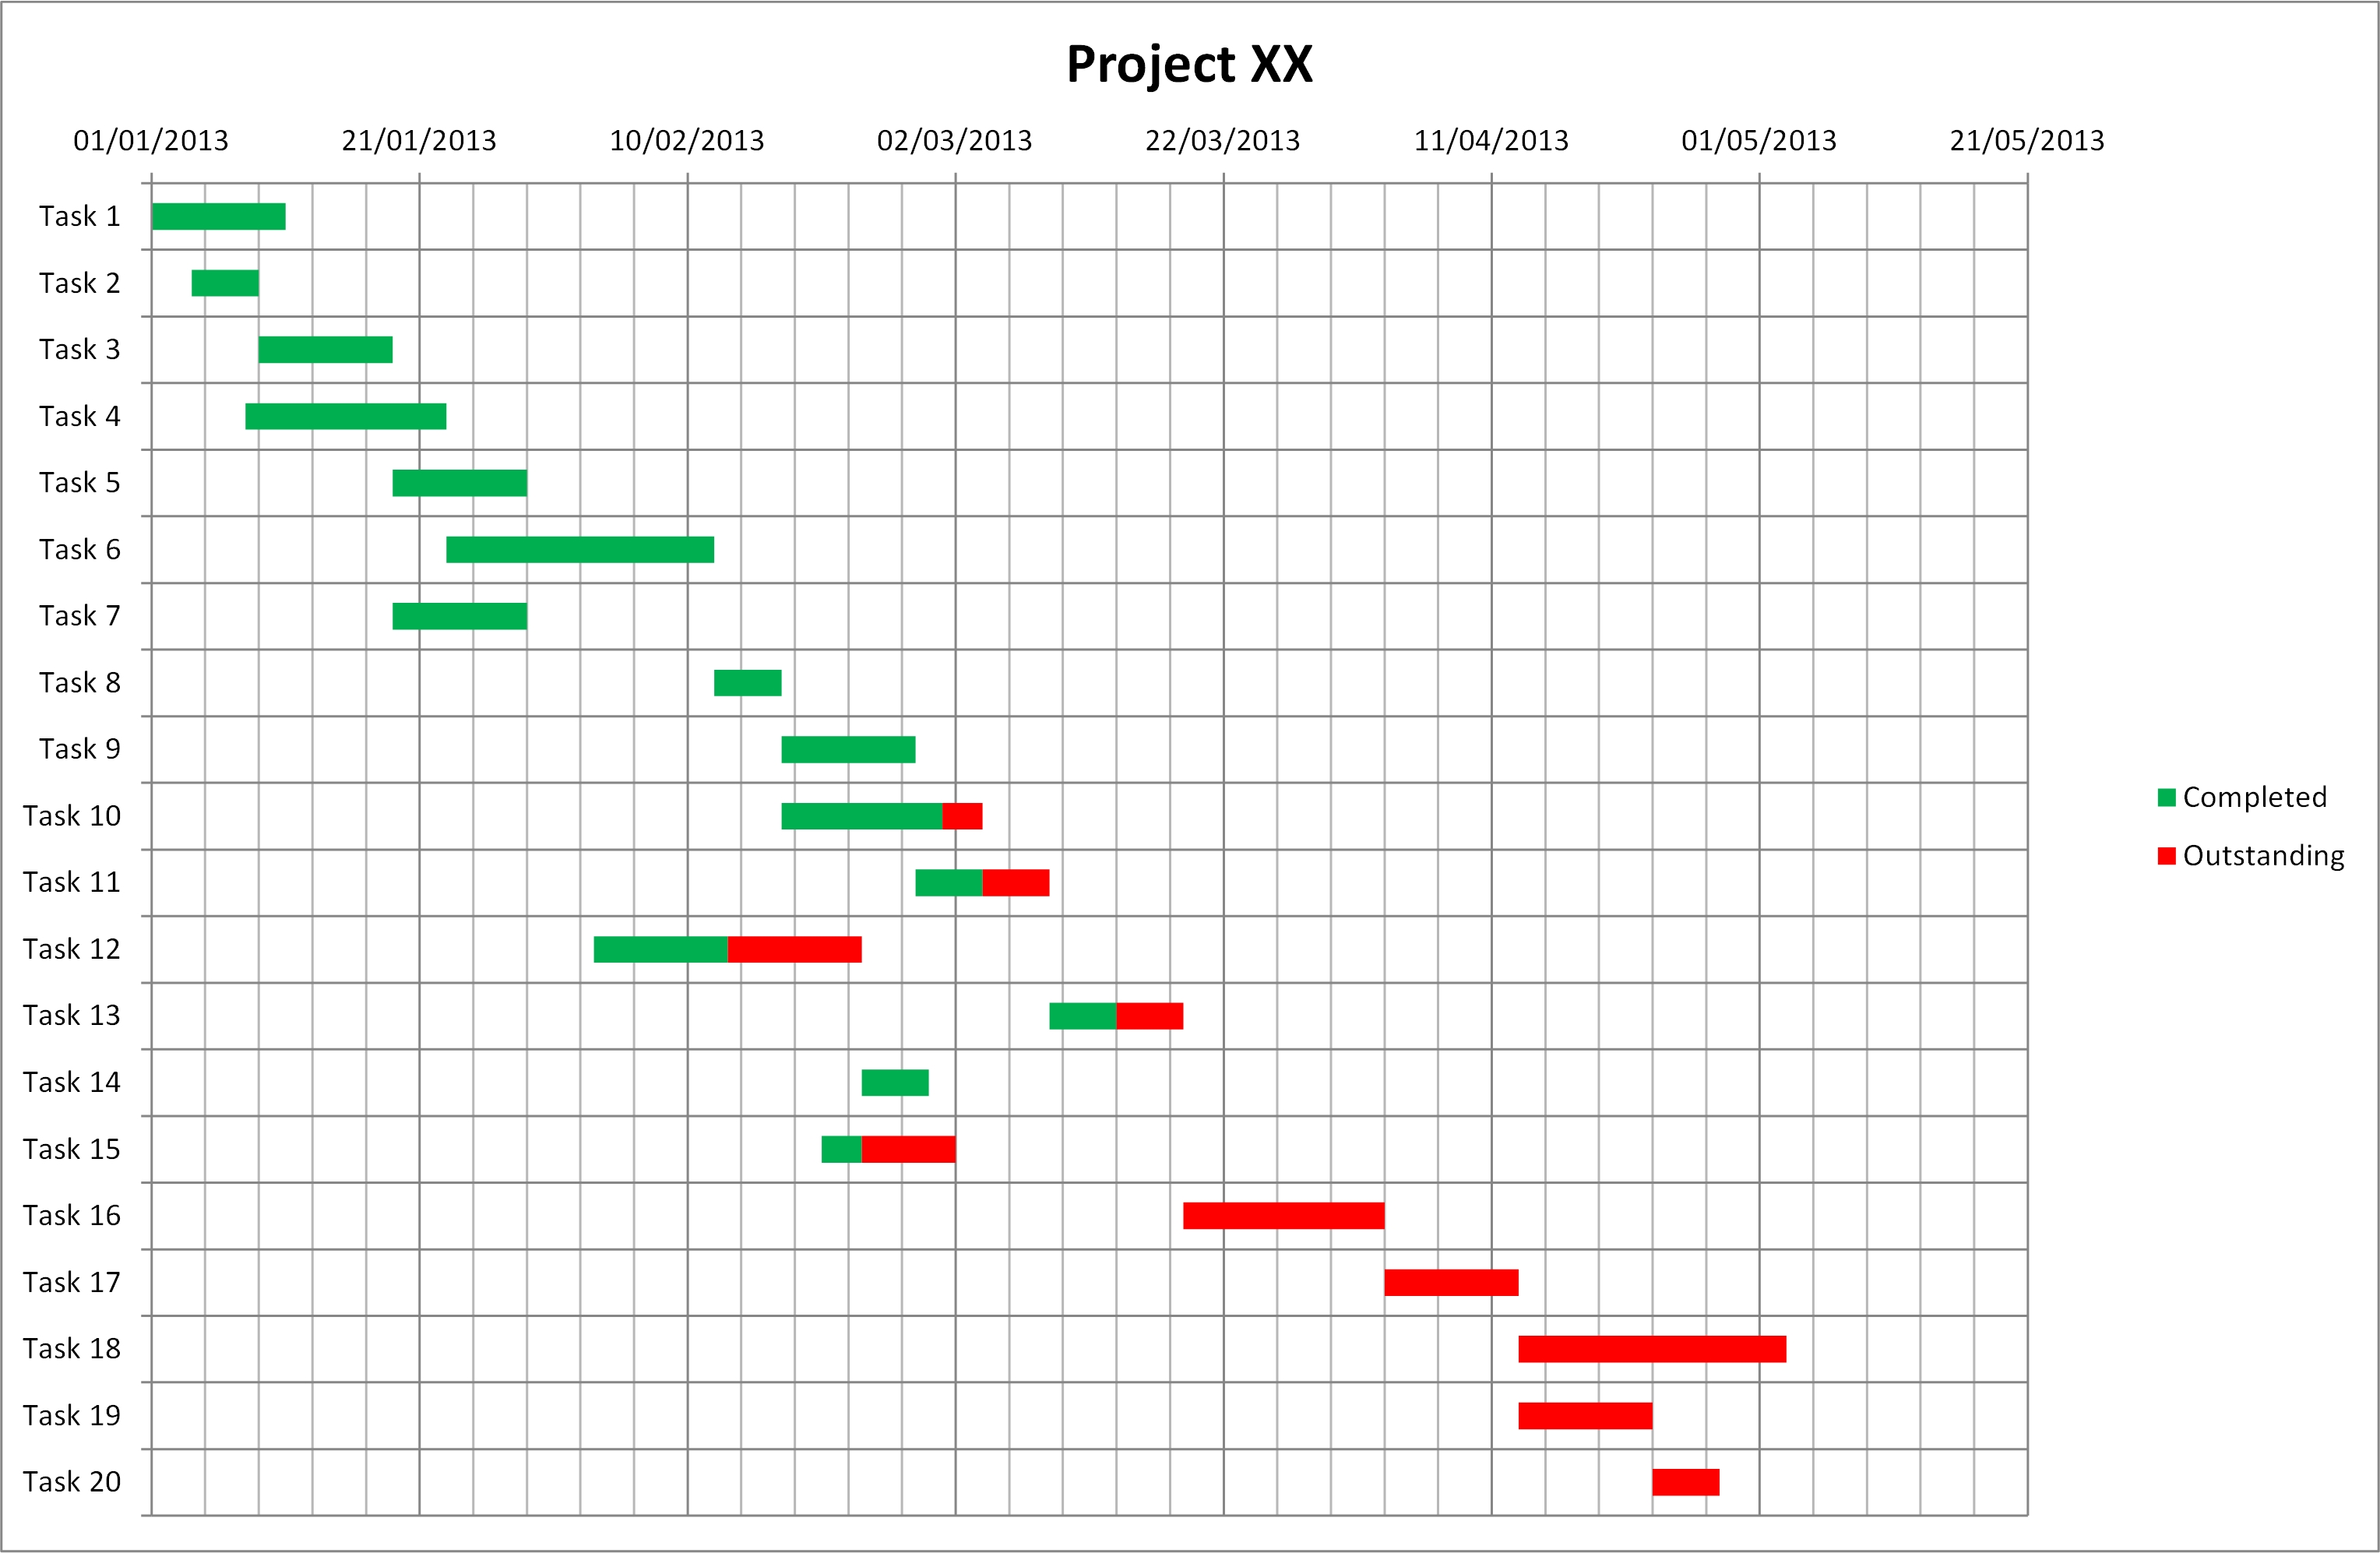 Project XX
01/01/2013 21/01/2013 10/02/2013 02/03/2013 22/03/2013 11/04/2013 01/05/2013 21/05/2013
Task 1
Task 2
Task 3
Task 4
Task 5
Task 6
Task 7
Task 8
Task 9
Task 10
Task 11
Task 12
Task 13
Task 14
Task 15
Task 16
Task 17
Task 18
Task 19
Task 20
Completed
Outstanding